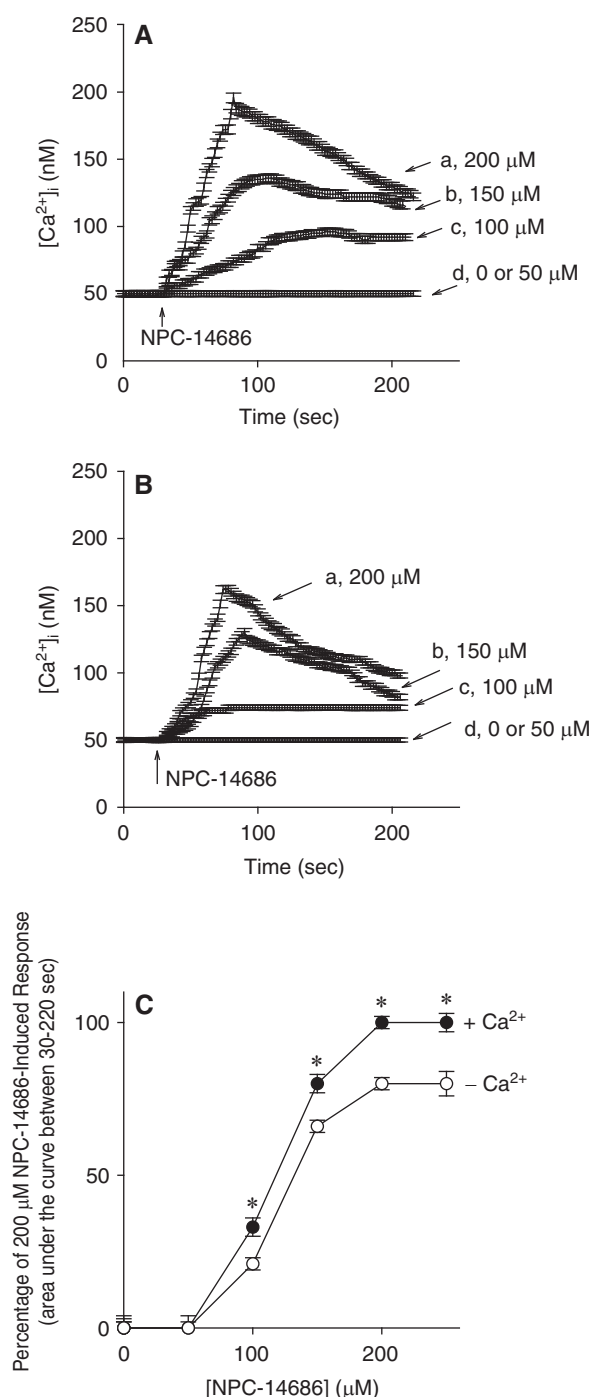 A
250
200
150
100
50
0
[Ca²⁺]ᵢ (nM)
a, 200 μM
b, 150 μM
c, 100 μM
d, 0 or 50 μM
NPC-14686
0 100 200
Time (sec)
B
250
200
150
100
50
0
[Ca²⁺]ᵢ (nM)
a, 200 μM
b, 150 μM
c, 100 μM
d, 0 or 50 μM
NPC-14686
0 100 200
Time (sec)
C
Percentage of 200 μM NPC-14686-Induced Response
(area under the curve between 30-220 sec)
100
50
0
* * * *
+ Ca²⁺
– Ca²⁺
0 100 200
[NPC-14686] (μM)